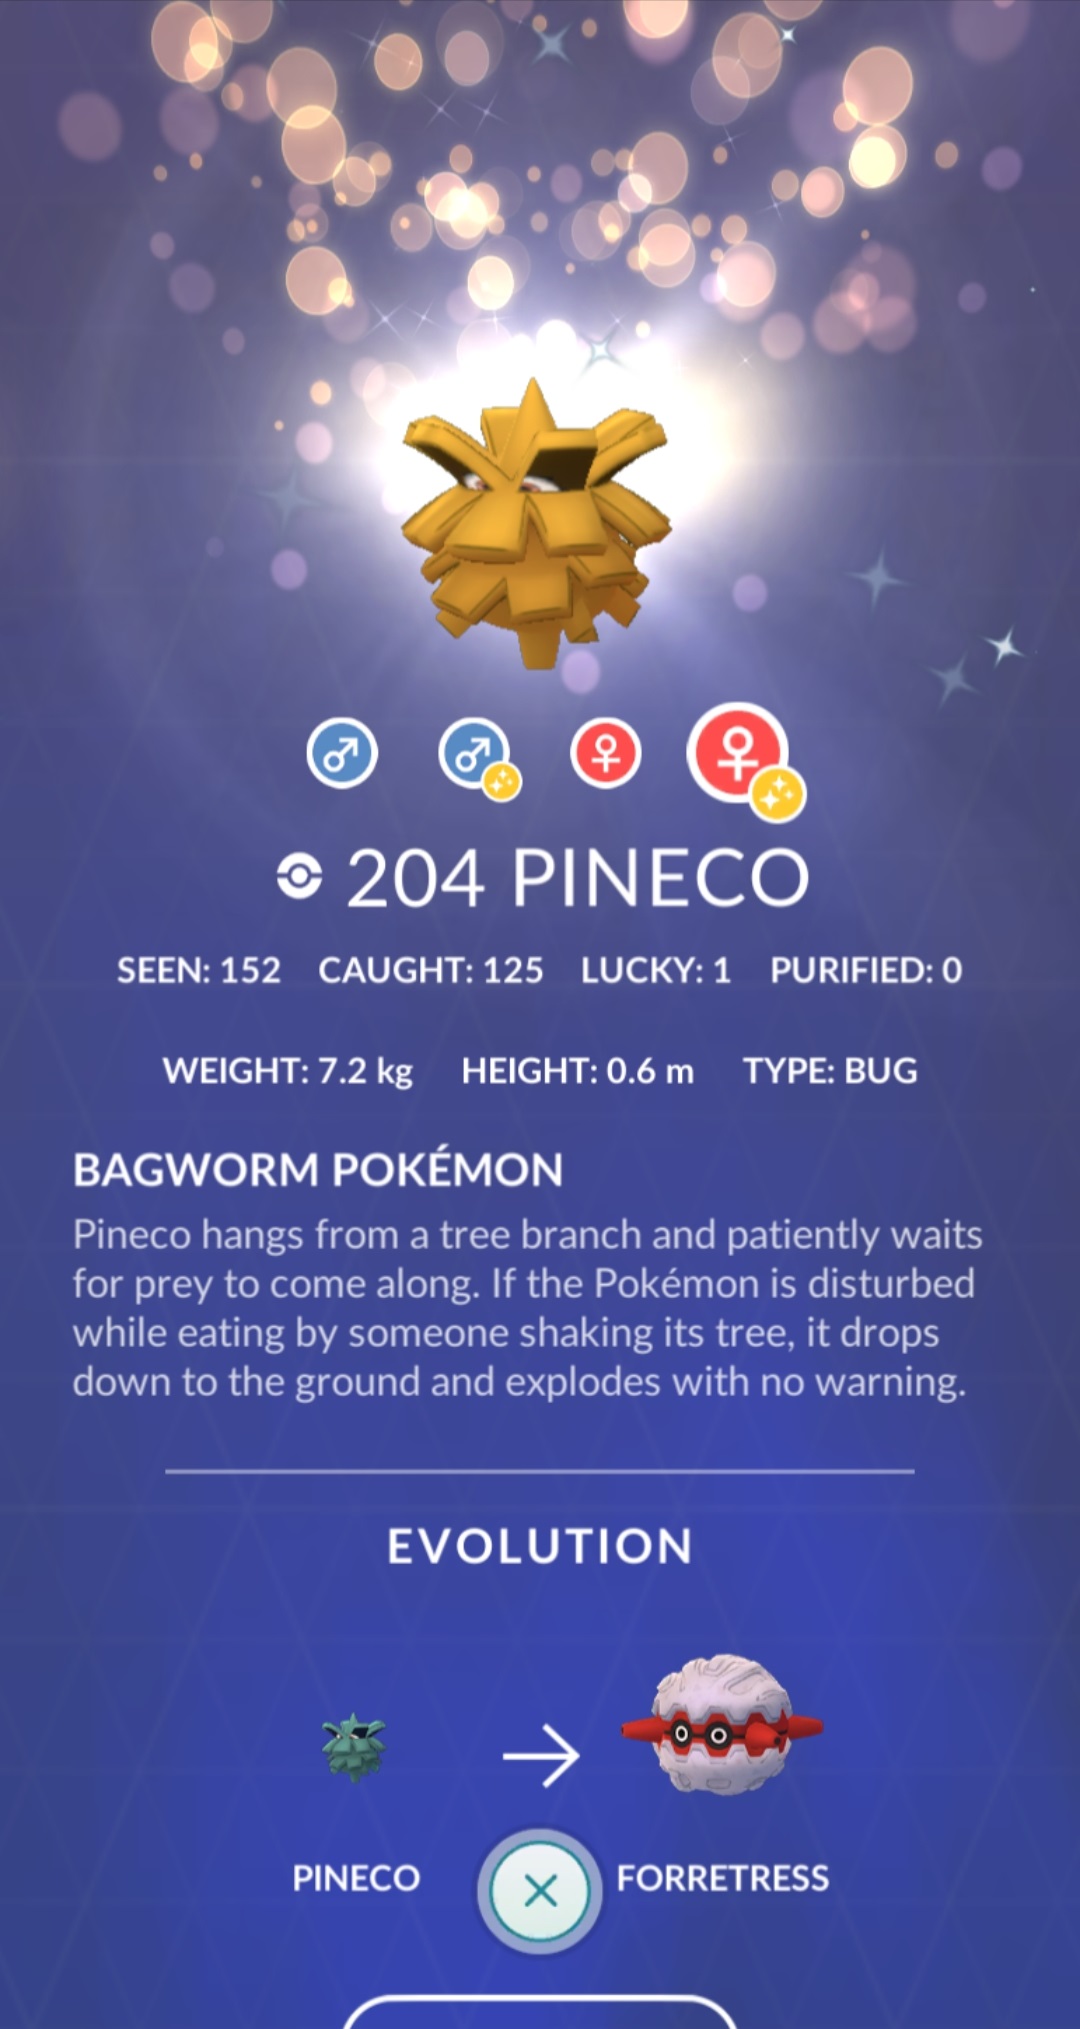 204 PINECO
SEEN: 152 CAUGHT: 125 LUCKY: 1 PURIFIED: 0
WEIGHT: 7.2 kg HEIGHT: 0.6 m TYPE: BUG
BAGWORM POKÉMON
Pineco hangs from a tree branch and patiently waits
for prey to come along. If the Pokémon is disturbed
while eating by someone shaking its tree, it drops
down to the ground and explodes with no warning.
EVOLUTION
PINECO FORRETRESS